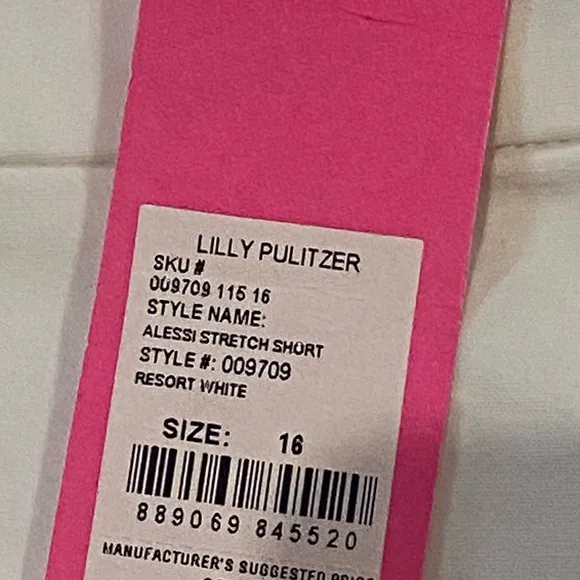 LILLY PULITZER
SKU #
009709 115 16
STYLE NAME:
ALESSI STRETCH SHORT
STYLE #: 009709
RESORT WHITE
SIZE: 16
889069 845520
MANUFACTURER'S SUGGESTED PRICE